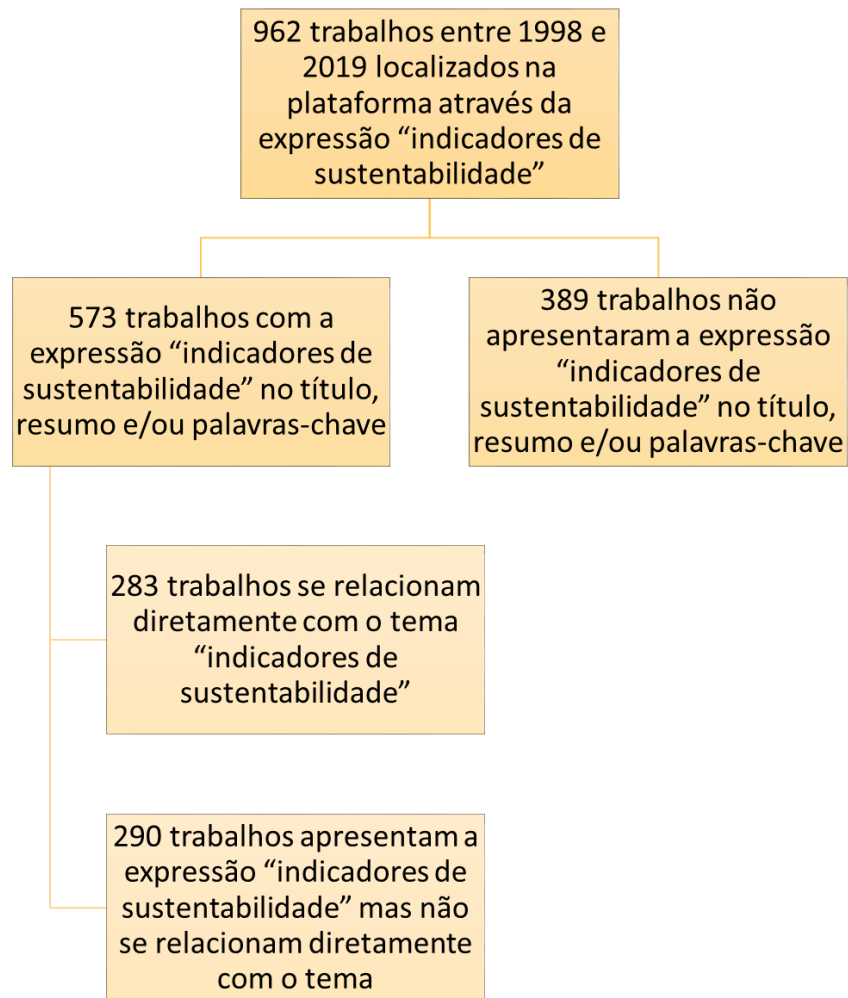 962 trabalhos entre 1998 e
2019 localizados na
plataforma através da
expressão “indicadores de
sustentabilidade”
573 trabalhos com a
expressão “indicadores de
sustentabilidade” no título,
resumo e/ou palavras-chave
389 trabalhos não
apresentaram a expressão
“indicadores de
sustentabilidade” no título,
resumo e/ou palavras-chave
283 trabalhos se relacionam
diretamente com o tema
“indicadores de
sustentabilidade”
290 trabalhos apresentam a
expressão “indicadores de
sustentabilidade” mas não
se relacionam diretamente
com o tema